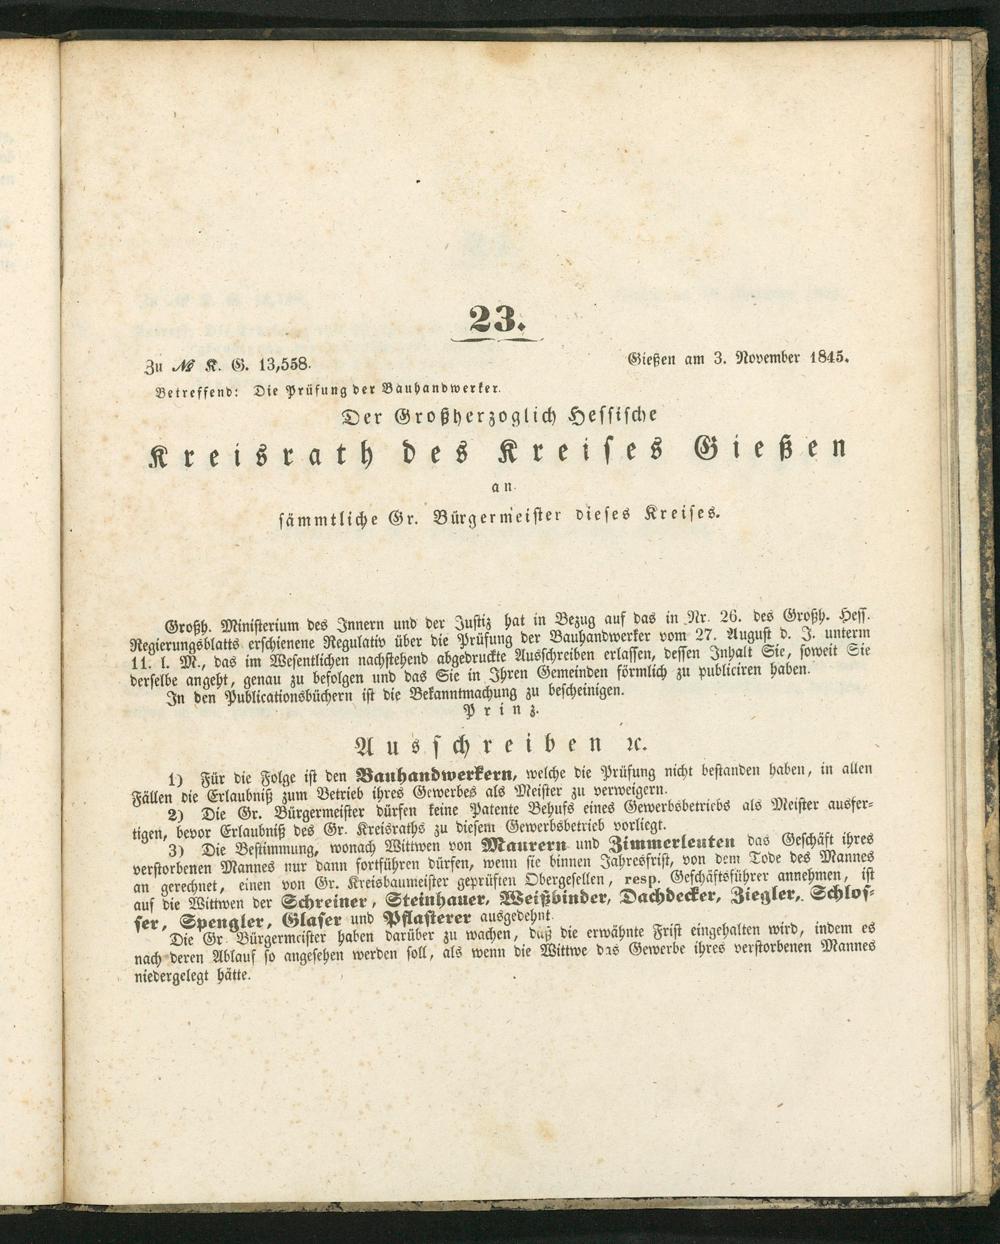 23.
Zu № K. G. 13,558.
Gießen am 3. November 1845.
Betreffend: Die Prüfung der Bauhandwerker.
Der Großherzoglich Hessische
Kreisrath des Kreises Gießen
an
sämmtliche Gr. Bürgermeister dieses Kreises.
Großh. Ministerium des Innern und der Justiz hat in Bezug auf das in Nr. 26. des Großh. Hess.
Regierungsblatts erschienene Regulativ über die Prüfung der Bauhandwerker vom 27. August d. J. unterm
11. l. M., das im Wesentlichen nachstehend abgedruckte Ausschreiben erlassen, dessen Inhalt Sie, soweit Sie
derselbe angeht, genau zu befolgen und das Sie in Ihren Gemeinden förmlich zu publiciren haben.
In den Publicationsbüchern ist die Bekanntmachung zu bescheinigen.
Prinz.
Ausschreiben ꝛc.
1) Für die Folge ist den Bauhandwerkern, welche die Prüfung nicht bestanden haben, in allen
Fällen die Erlaubniß zum Betrieb ihres Gewerbes als Meister zu verweigern.
2) Die Gr. Bürgermeister dürfen keine Patente Behufs eines Gewerbsbetriebs als Meister ausfer-
tigen, bevor Erlaubniß des Gr. Kreisraths zu diesem Gewerbsbetrieb vorliegt.
3) Die Bestimmung, wonach Wittwen von Maurern und Zimmerleuten das Geschäft ihres
verstorbenen Mannes nur dann fortführen dürfen, wenn sie binnen Jahresfrist, von dem Tode des Mannes
an gerechnet, einen von Gr. Kreisbaumeister geprüften Obergesellen, resp. Geschäftsführer annehmen, ist
auf die Wittwen der Schreiner, Steinhauer, Weißbinder, Dachdecker, Ziegler, Schlos-
ser, Spengler, Glaser und Pflasterer ausgedehnt.
Die Gr. Bürgermeister haben darüber zu wachen, daß die erwähnte Frist eingehalten wird, indem es
nach deren Ablauf so angesehen werden soll, als wenn die Wittwe das Gewerbe ihres verstorbenen Mannes
niedergelegt hätte.